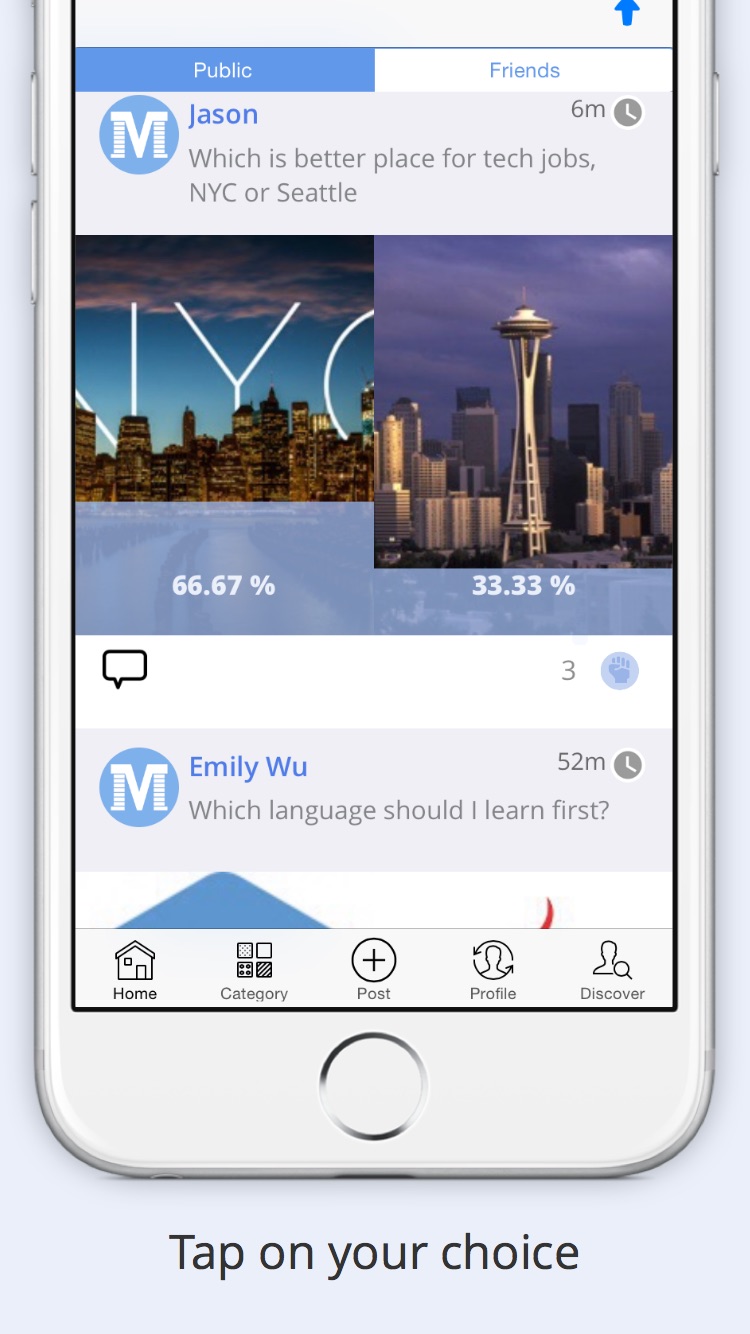 Public
Friends
M
Jason
6m
Which is better place for tech jobs,
NYC or Seattle
NYC
66.67 %
33.33 %
3
M
Emily Wu
52m
Which language should I learn first?
Home
Category
Post
Profile
Discover
Tap on your choice